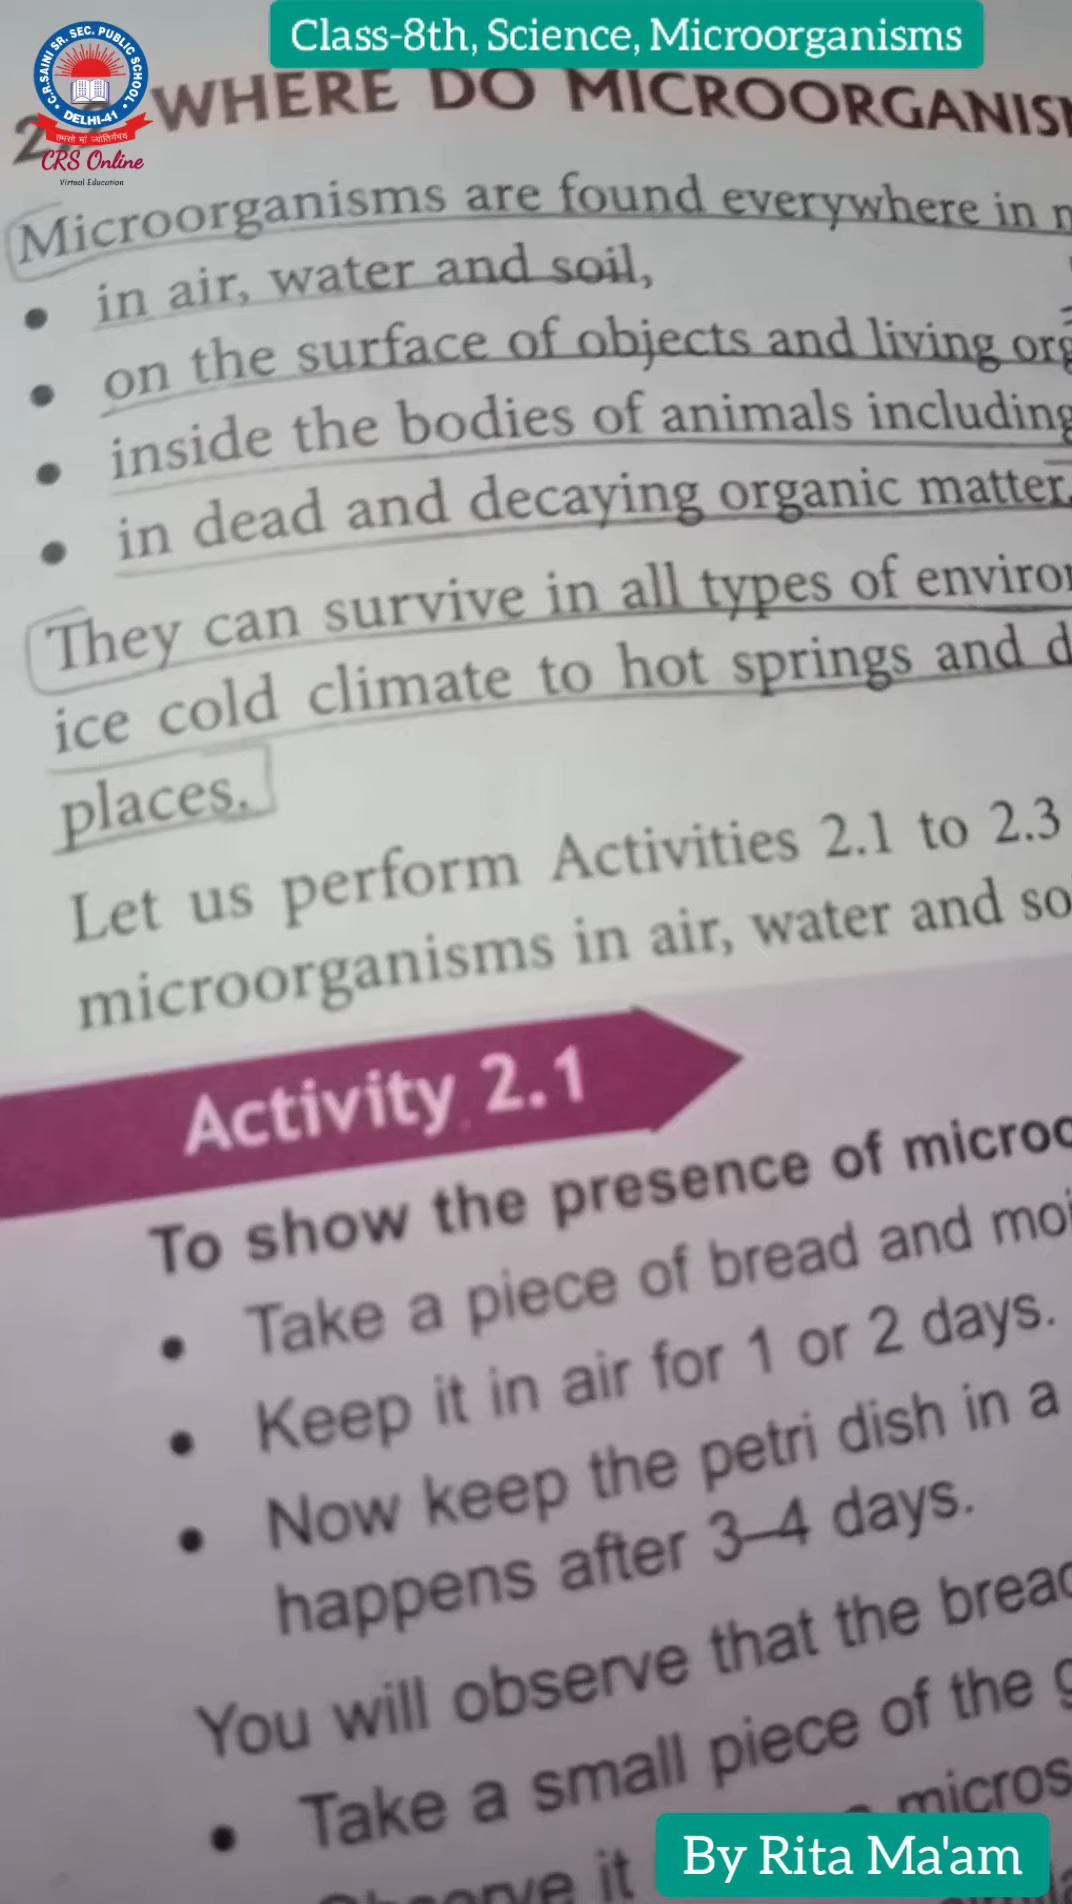 Class-8th, Science, Microorganisms
C.R.SAINI SR. SEC. PUBLIC SCHOOL
DELHI-41
तमसो मा ज्योतिर्गमय
CRS Online
Virtual Education
WHERE DO MICROORGANIS
Microorganisms are found everywhere in n
• in air, water and soil,
• on the surface of objects and living org
• inside the bodies of animals including
• in dead and decaying organic matter.
They can survive in all types of enviro
ice cold climate to hot springs and d
places.
Let us perform Activities 2.1 to 2.3
microorganisms in air, water and so
Activity 2.1
To show the presence of microo
• Take a piece of bread and moi
• Keep it in air for 1 or 2 days.
• Now keep the petri dish in a
happens after 3–4 days.
You will observe that the bread
• Take a small piece of the g
it micros
By Rita Ma'am